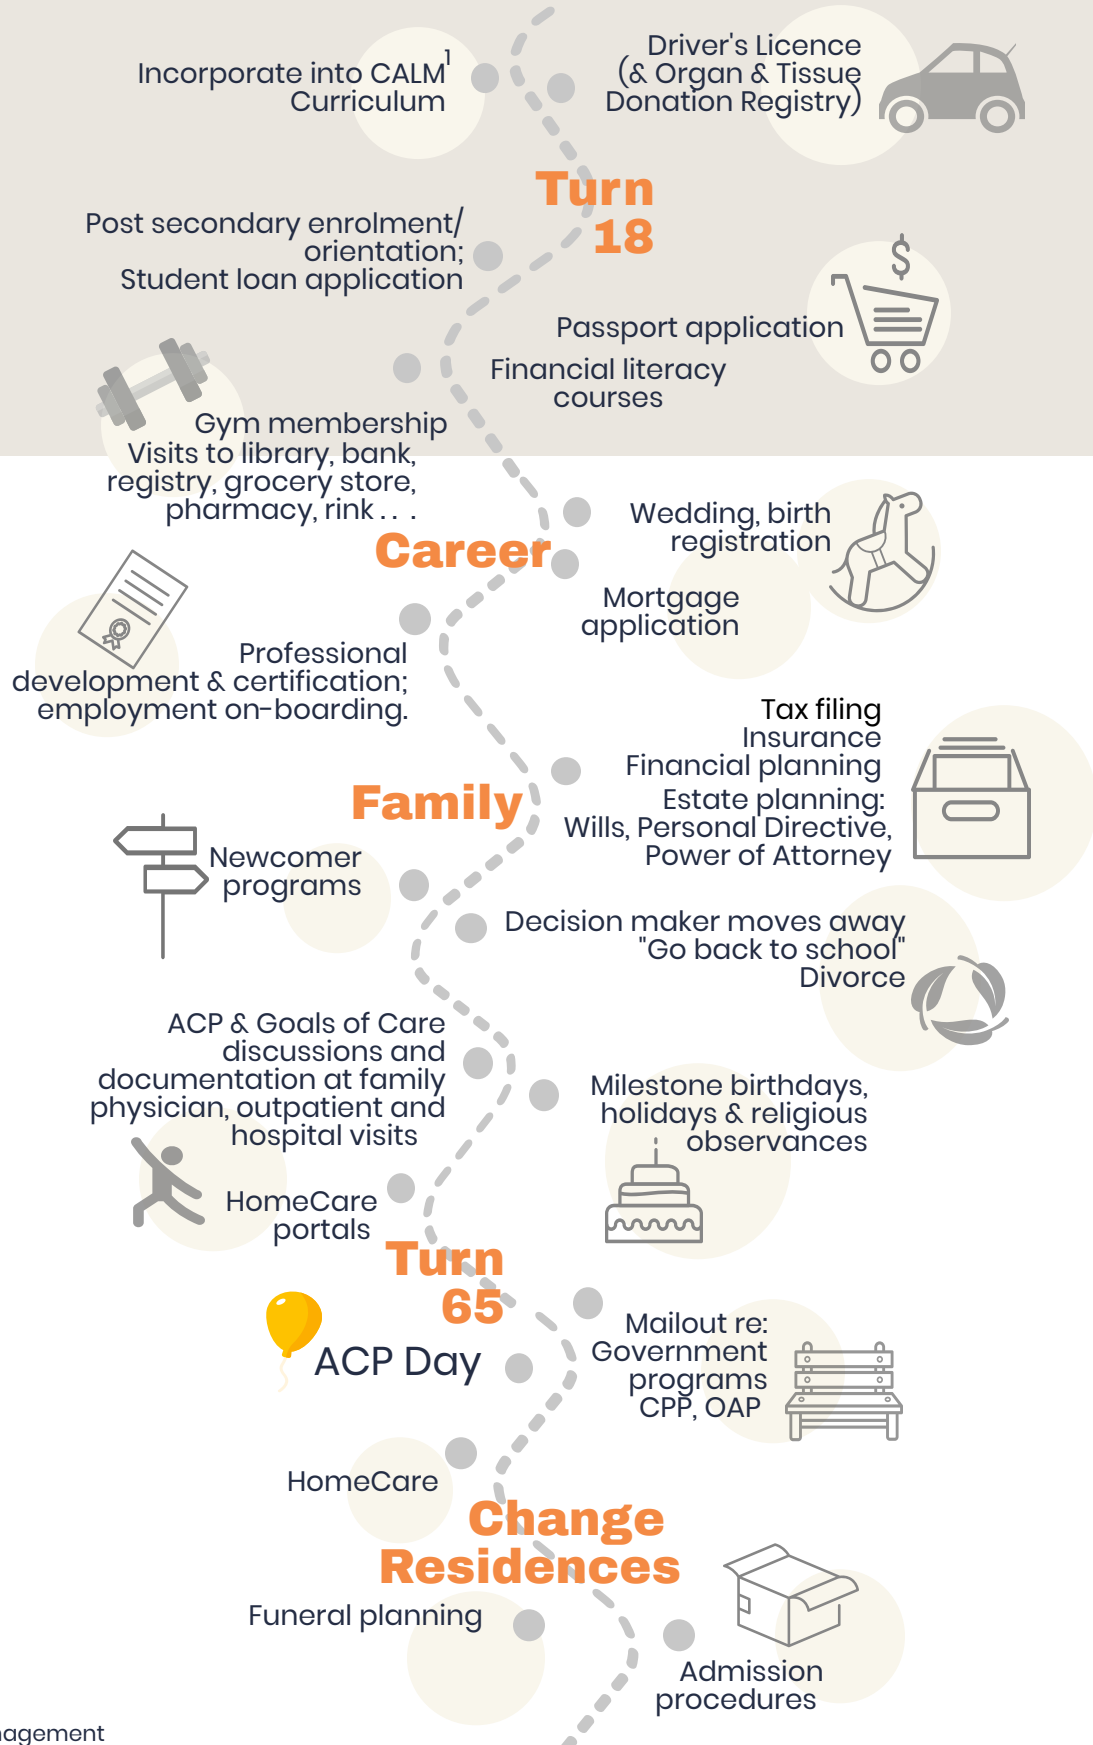 Incorporate into CALM¹
Curriculum
Driver's Licence
(& Organ & Tissue
Donation Registry)
Turn
18
Post secondary enrolment/
orientation;
Student loan application
$
Passport application
Financial literacy
courses
Gym membership
Visits to library, bank,
registry, grocery store,
pharmacy, rink . . .
Wedding, birth
registration
Career
Mortgage
application
Professional
development & certification;
employment on-boarding.
Tax filing
Insurance
Financial planning
Estate planning:
Wills, Personal Directive,
Power of Attorney
Family
Newcomer
programs
Decision maker moves away
"Go back to school"
Divorce
ACP & Goals of Care
discussions and
documentation at family
physician, outpatient and
hospital visits
Milestone birthdays,
holidays & religious
observances
HomeCare
portals
Turn
65
ACP Day
Mailout re:
Government
programs
CPP, OAP
HomeCare
Change
Residences
Funeral planning
Admission
procedures
nagement